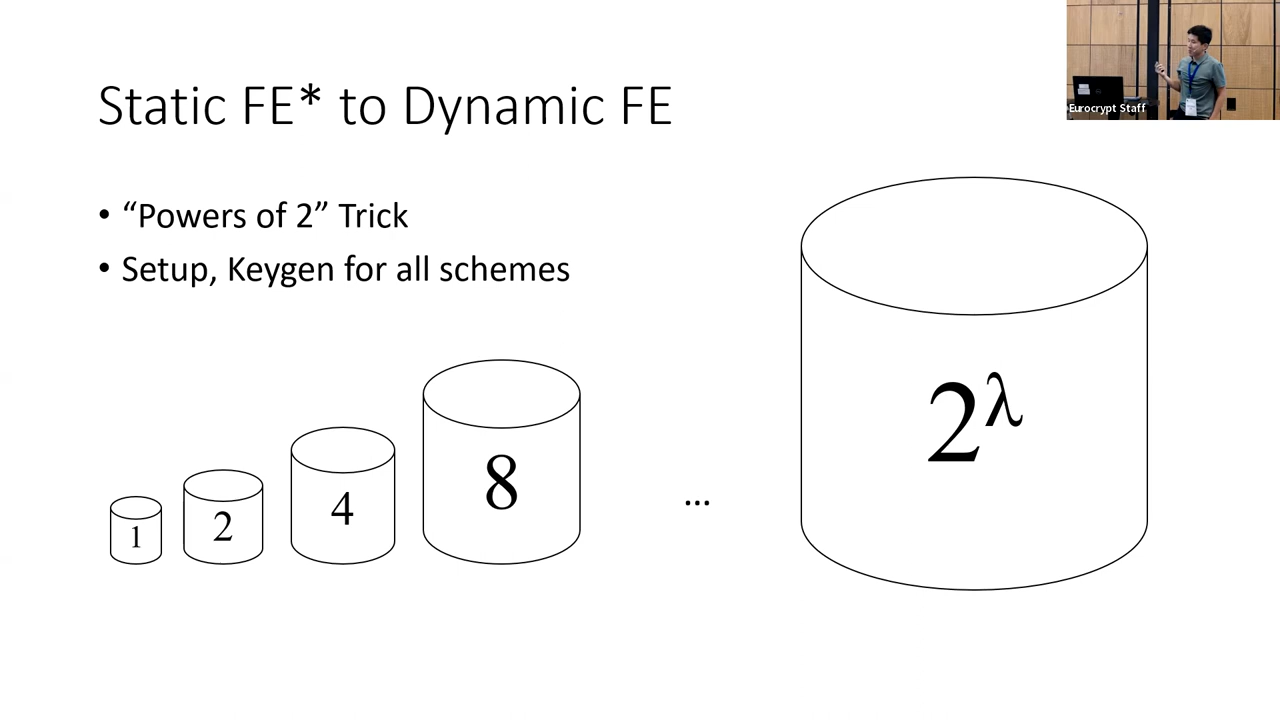 Static FE* to Dynamic FE
Eurocrypt Staff
• “Powers of 2” Trick
• Setup, Keygen for all schemes
1
2
4
8
...
2^λ